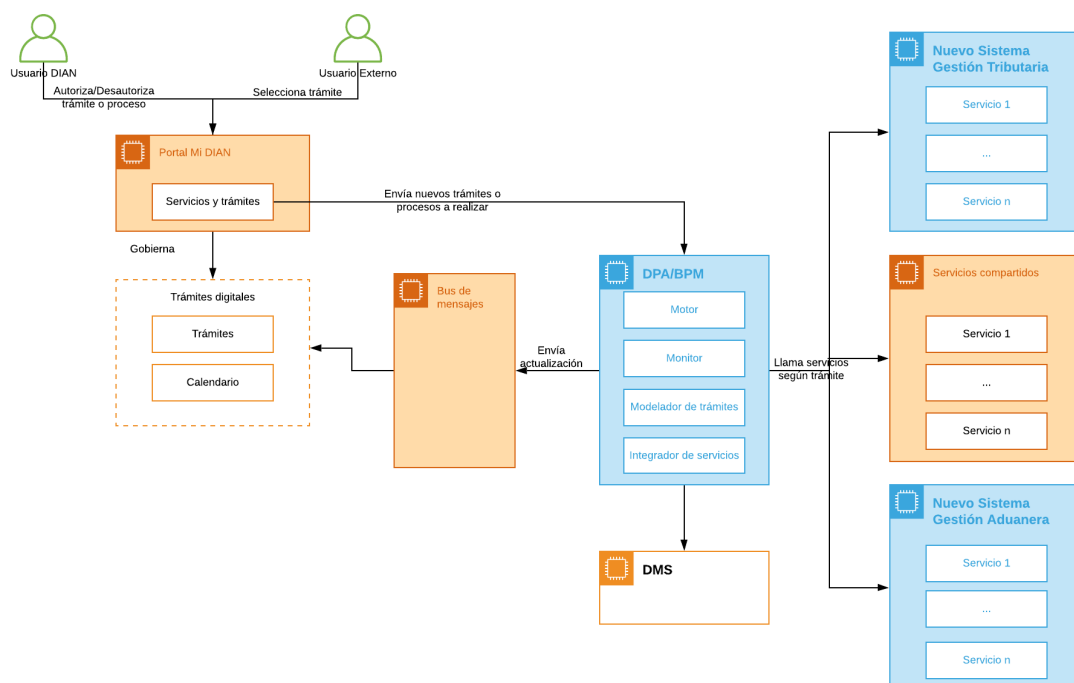 Usuario DIAN
Usuario Externo
Autoriza/Desautoriza
trámite o proceso
Selecciona trámite
Portal Mi DIAN
Servicios y trámites
Envía nuevos trámites o
procesos a realizar
Gobierna
Trámites digitales
Trámites
Calendario
Bus de
mensajes
Envía
actualización
DPA/BPM
Motor
Monitor
Modelador de trámites
Integrador de servicios
DMS
Llama servicios
según trámite
Nuevo Sistema
Gestión Tributaria
Servicio 1
...
Servicio n
Servicios compartidos
Servicio 1
...
Servicio n
Nuevo Sistema
Gestión Aduanera
Servicio 1
...
Servicio n